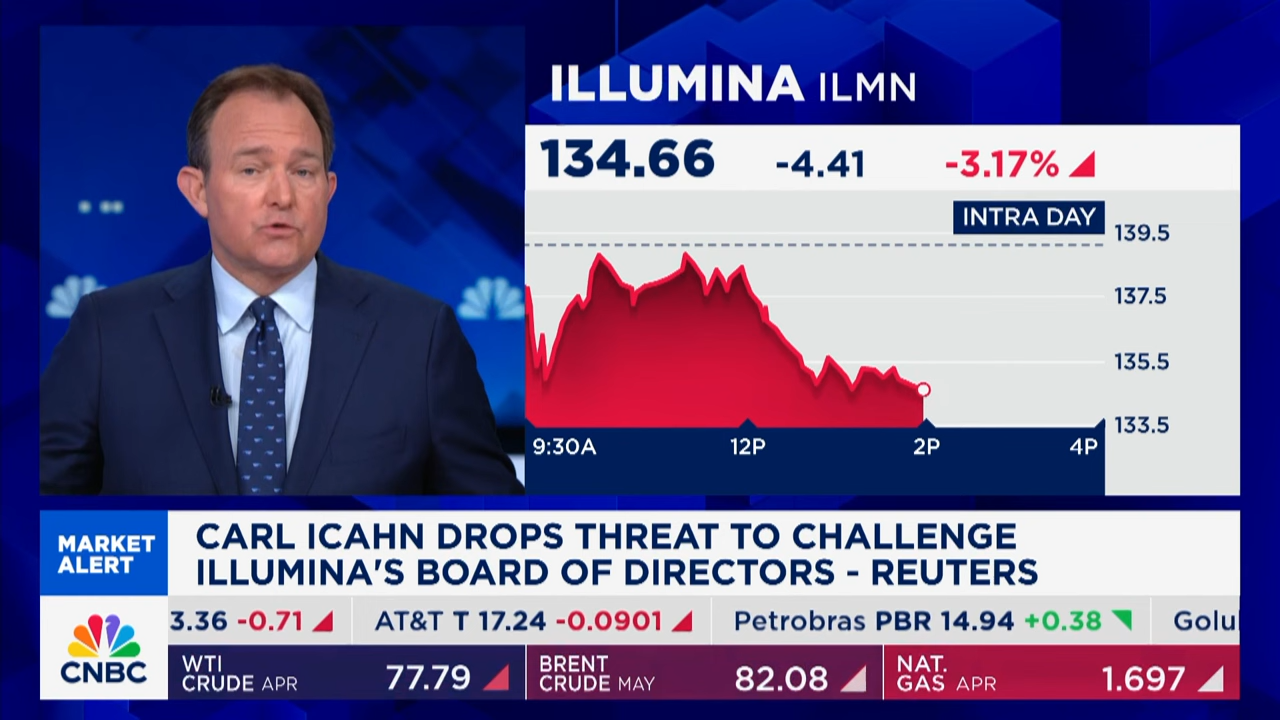 ILLUMINA ILMN
134.66 -4.41 -3.17%
INTRA DAY
139.5
137.5
135.5
133.5
9:30A 12P 2P 4P
MARKET ALERT
CARL ICAHN DROPS THREAT TO CHALLENGE
ILLUMINA'S BOARD OF DIRECTORS - REUTERS
3.36 -0.71 AT&T T 17.24 -0.0901 Petrobras PBR 14.94 +0.38 Golu
CNBC
WTI CRUDE APR 77.79 BRENT CRUDE MAY 82.08 NAT. GAS APR 1.697